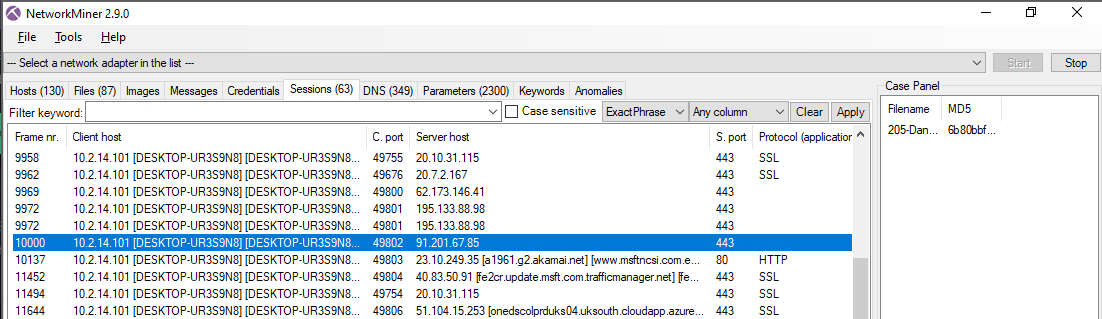 NetworkMiner 2.9.0
File Tools Help
--- Select a network adapter in the list --- Start Stop
Hosts (130) Files (87) Images Messages Credentials Sessions (63) DNS (349) Parameters (2300) Keywords Anomalies Case Panel
Filter keyword: Case sensitive ExactPhrase Any column Clear Apply Filename MD5
Frame nr. Client host C. port Server host S. port Protocol (application 205-Dan... 6b80bbf...
9958 10.2.14.101 [DESKTOP-UR3S9N8] [DESKTOP-UR3S9N8... 49755 20.10.31.115 443 SSL
9962 10.2.14.101 [DESKTOP-UR3S9N8] [DESKTOP-UR3S9N8... 49676 20.7.2.167 443 SSL
9969 10.2.14.101 [DESKTOP-UR3S9N8] [DESKTOP-UR3S9N8... 49800 62.173.146.41 443
9972 10.2.14.101 [DESKTOP-UR3S9N8] [DESKTOP-UR3S9N8... 49801 195.133.88.98 443
9972 10.2.14.101 [DESKTOP-UR3S9N8] [DESKTOP-UR3S9N8... 49801 195.133.88.98 443
10000 10.2.14.101 [DESKTOP-UR3S9N8] [DESKTOP-UR3S9N8... 49802 91.201.67.85 443
10137 10.2.14.101 [DESKTOP-UR3S9N8] [DESKTOP-UR3S9N8... 49803 23.10.249.35 [a1961.g2.akamai.net] [www.msftncsi.com.e... 80 HTTP
11452 10.2.14.101 [DESKTOP-UR3S9N8] [DESKTOP-UR3S9N8... 49804 40.83.50.91 [fe2cr.update.msft.com.trafficmanager.net] [fe... 443 SSL
11494 10.2.14.101 [DESKTOP-UR3S9N8] [DESKTOP-UR3S9N8... 49754 20.10.31.115 443 SSL
11644 10.2.14.101 [DESKTOP-UR3S9N8] [DESKTOP-UR3S9N8... 49806 51.104.15.253 [onedscolprduks04.uksouth.cloudapp.azure... 443 SSL